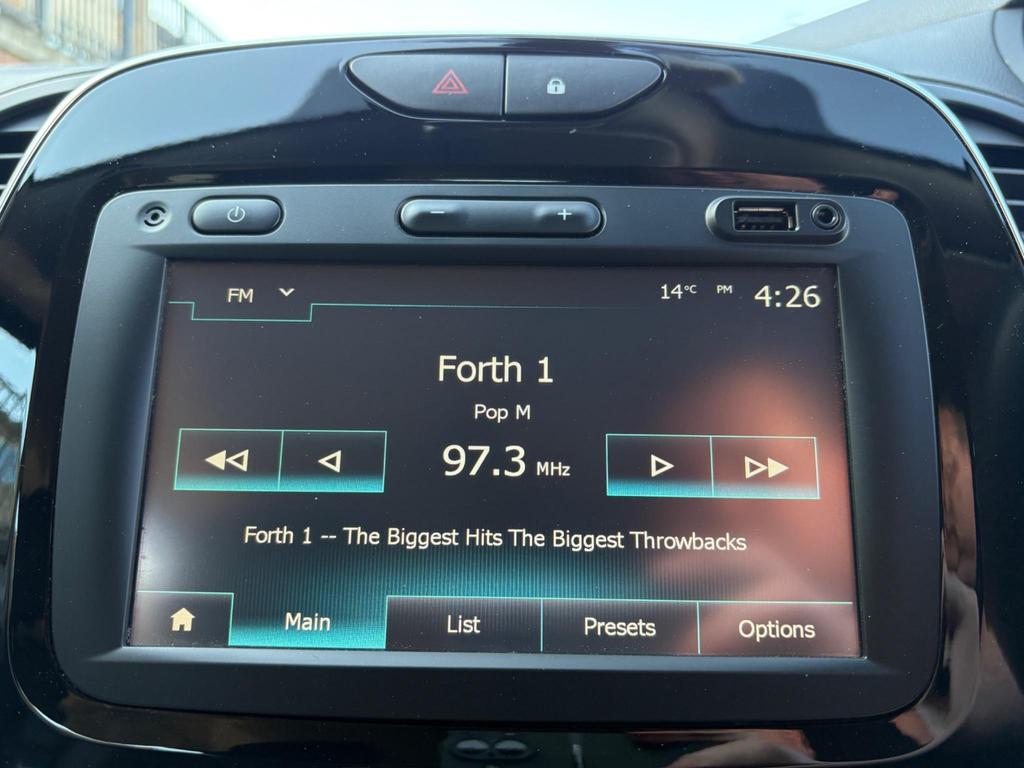 FM 14°C PM 4:26
Forth 1
Pop M
97.3 MHz
Forth 1 -- The Biggest Hits The Biggest Throwbacks
Main List Presets Options